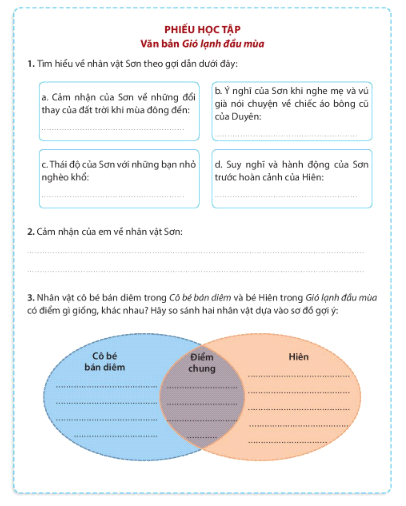 PHIẾU HỌC TẬP
Văn bản Gió lạnh đầu mùa
1. Tìm hiểu về nhân vật Sơn theo gợi dẫn dưới đây:
a. Cảm nhận của Sơn về những đổi
thay của đất trời khi mùa đông đến:
b. Ý nghĩ của Sơn khi nghe mẹ và vú
già nói chuyện về chiếc áo bông cũ
của Duyên:
c. Thái độ của Sơn với những bạn nhỏ
nghèo khổ:
d. Suy nghĩ và hành động của Sơn
trước hoàn cảnh của Hiên:
2. Cảm nhận của em về nhân vật Sơn:
3. Nhân vật cô bé bán diêm trong Cô bé bán diêm và bé Hiên trong Gió lạnh đầu mùa
có điểm gì giống, khác nhau? Hãy so sánh hai nhân vật dựa vào sơ đồ gợi ý:
Cô bé
bán diêm
Điểm
chung
Hiên